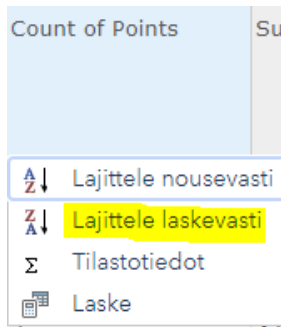 Count of Points Su
Lajittele nousevasti
Lajittele laskevasti
Σ Tilastotiedot
Laske